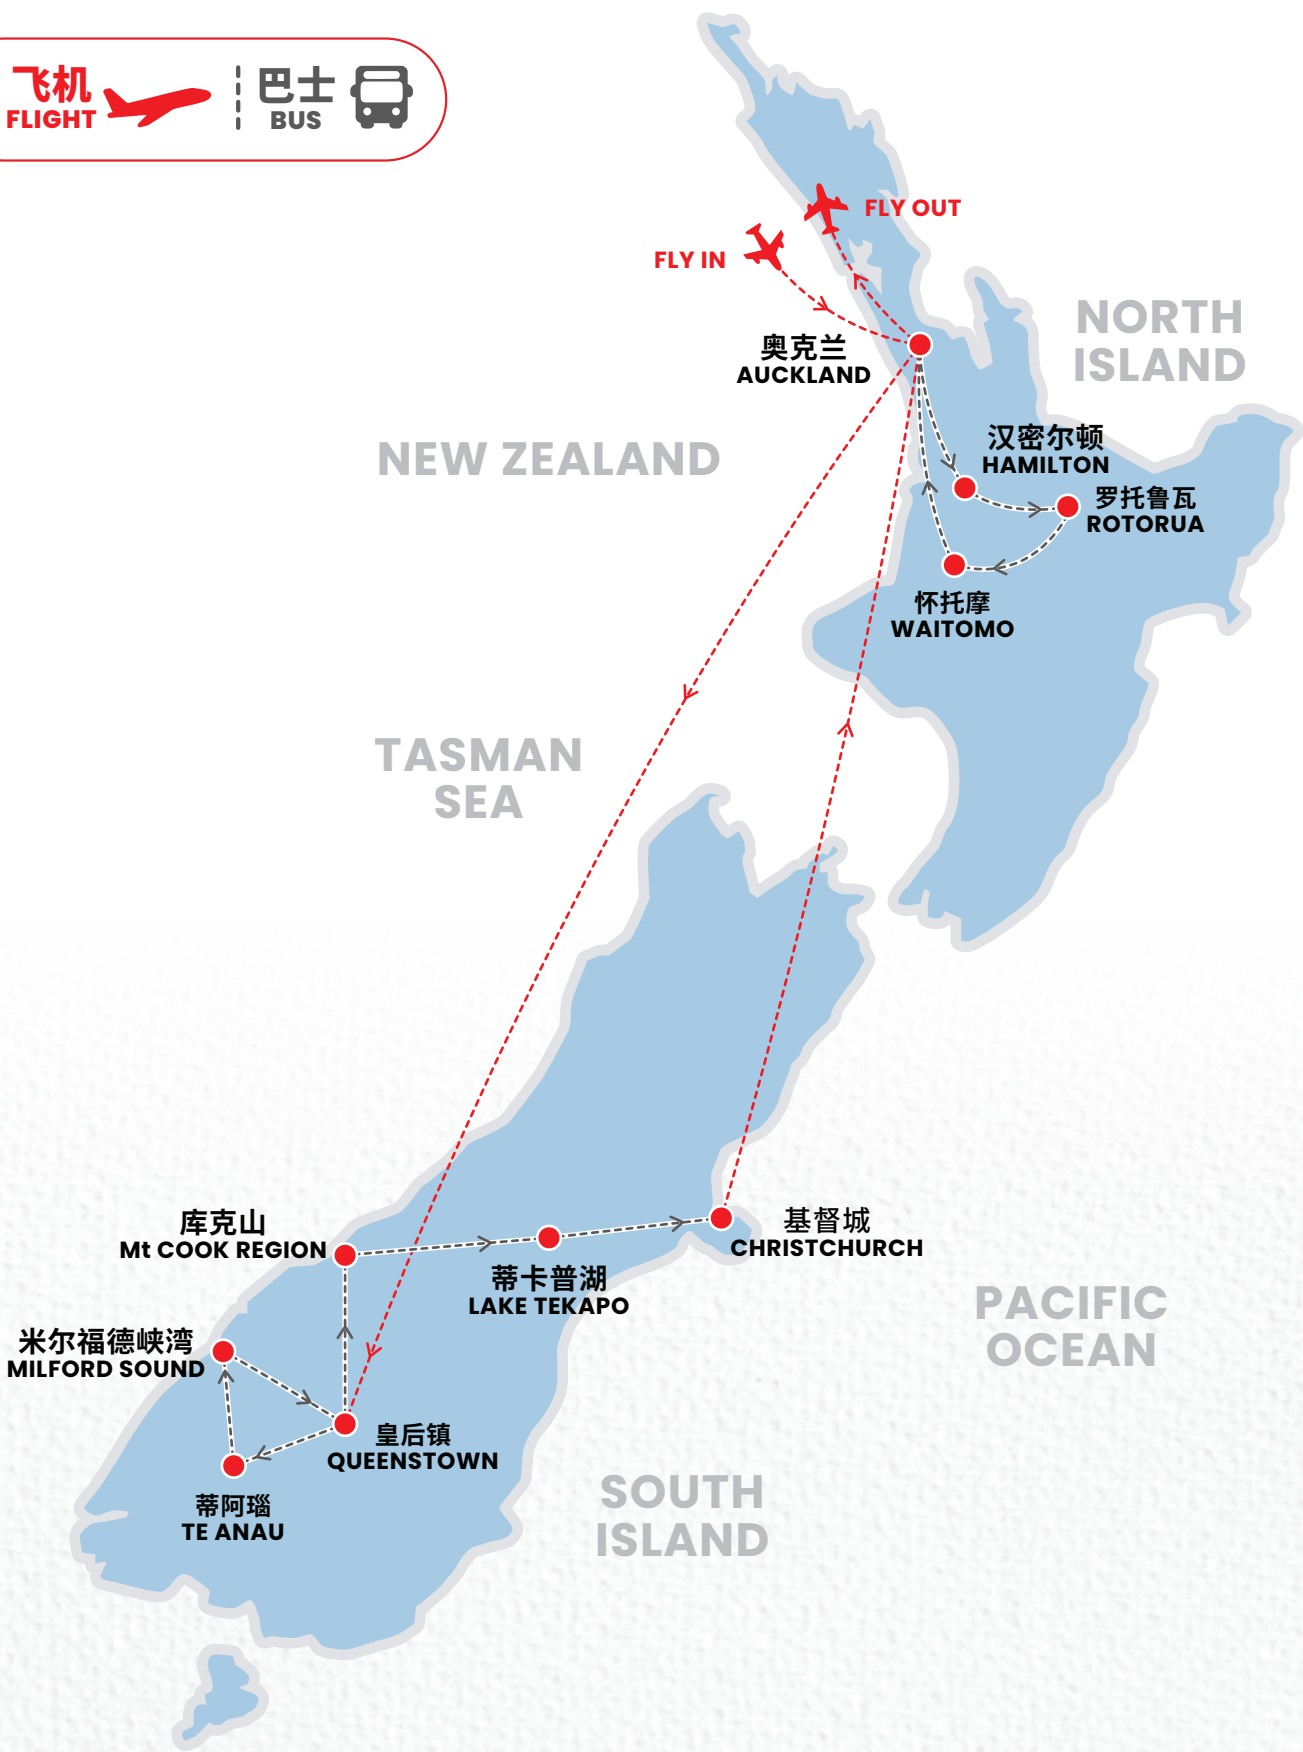 飞机
FLIGHT
巴士
BUS
FLY OUT
FLY IN
NORTH
ISLAND
奥克兰
AUCKLAND
NEW ZEALAND
汉密尔顿
HAMILTON
罗托鲁瓦
ROTORUA
怀托摩
WAITOMO
TASMAN
SEA
库克山
Mt COOK REGION
基督城
CHRISTCHURCH
蒂卡普湖
LAKE TEKAPO
PACIFIC
OCEAN
米尔福德峡湾
MILFORD SOUND
皇后镇
QUEENSTOWN
蒂阿瑙
TE ANAU
SOUTH
ISLAND